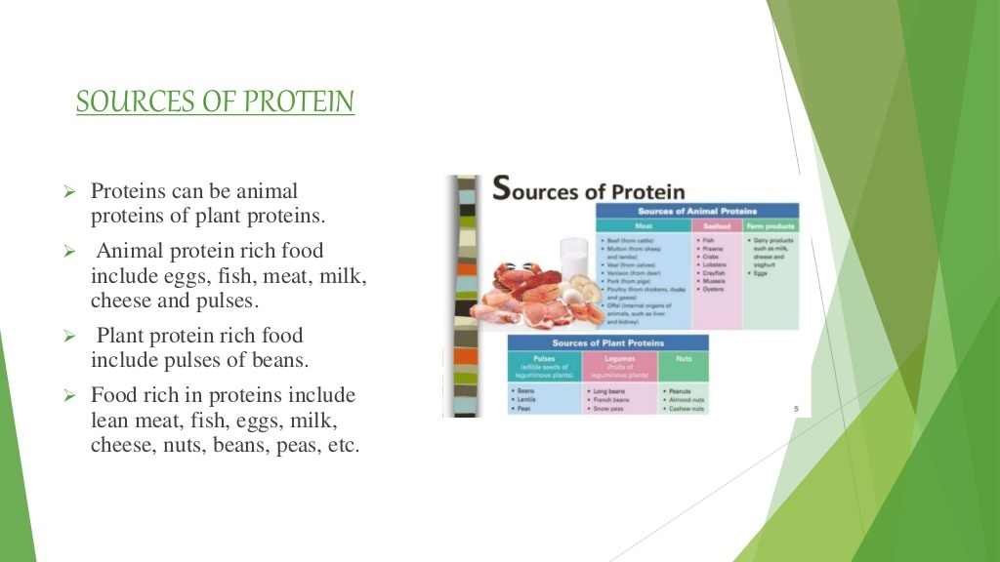 SOURCES OF PROTEIN
Proteins can be animal
proteins of plant proteins.
Animal protein rich food
include eggs, fish, meat, milk,
cheese and pulses.
Plant protein rich food
include pulses of beans.
Food rich in proteins include
lean meat, fish, eggs, milk,
cheese, nuts, beans, peas, etc.
Sources of Protein
Sources of Animal Proteins
Meat
• Beef (from cattle)
• Mutton (from sheep
and lambs)
• Veal (from calves)
• Venison (from deer)
• Pork (from pigs)
• Poultry (from chickens, ducks
and geese)
• Offal (internal organs of
animals, such as liver
and kidney)
Seafood
• Fish
• Prawns
• Crabs
• Lobsters
• Crayfish
• Mussels
• Oysters
Farm products
• Dairy products
such as milk,
cheese and
yoghurt
• Eggs
Sources of Plant Proteins
Pulses
(edible seeds of
leguminous plants)
• Beans
• Lentils
• Peas
Legumes
(fruits of
leguminous plants)
• Long beans
• French beans
• Snow peas
Nuts
• Peanuts
• Almond nuts
• Cashew nuts
5